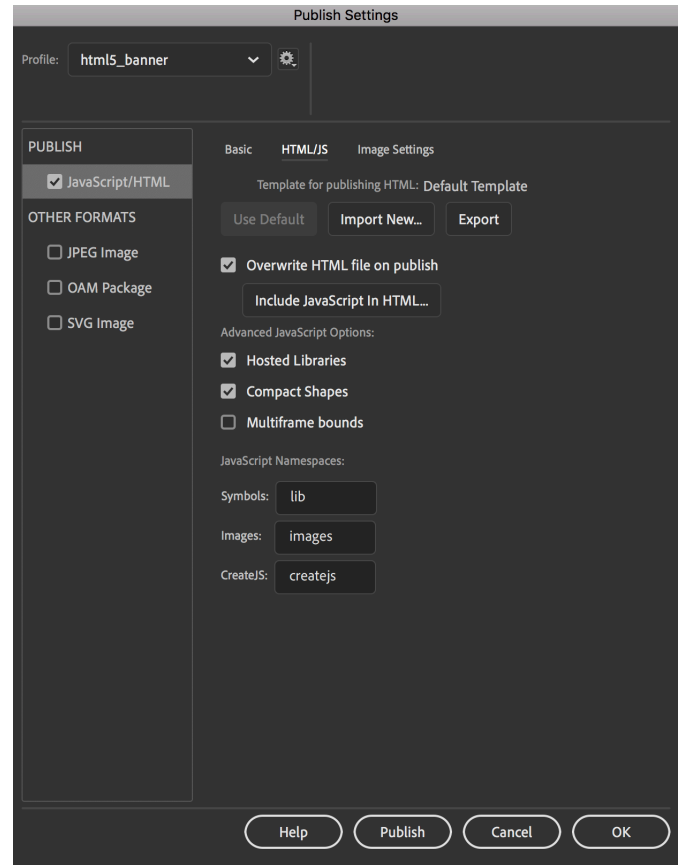 Publish Settings
Profile: html5_banner
PUBLISH
JavaScript/HTML
OTHER FORMATS
JPEG Image
OAM Package
SVG Image
Basic HTML/JS Image Settings
Template for publishing HTML: Default Template
Use Default Import New... Export
Overwrite HTML file on publish
Include JavaScript In HTML...
Advanced JavaScript Options:
Hosted Libraries
Compact Shapes
Multiframe bounds
JavaScript Namespaces:
Symbols: lib
Images: images
CreateJS: createjs
Help Publish Cancel OK